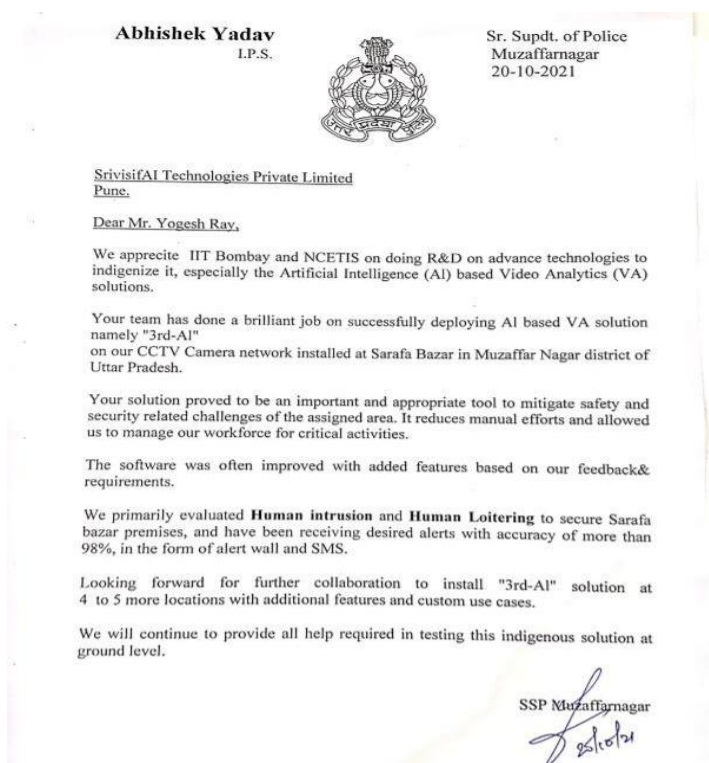 Abhishek Yadav
I.P.S.
Sr. Supdt. of Police
Muzaffarnagar
20-10-2021
उत्तर प्रदेश पुलिस
SrivisifAI Technologies Private Limited
Pune.
Dear Mr. Yogesh Ray,
We apprecite IIT Bombay and NCETIS on doing R&D on advance technologies to
indigenize it, especially the Artificial Intelligence (AI) based Video Analytics (VA)
solutions.
Your team has done a brilliant job on successfully deploying AI based VA solution
namely "3rd-AI"
on our CCTV Camera network installed at Sarafa Bazar in Muzaffar Nagar district of
Uttar Pradesh.
Your solution proved to be an important and appropriate tool to mitigate safety and
security related challenges of the assigned area. It reduces manual efforts and allowed
us to manage our workforce for critical activities.
The software was often improved with added features based on our feedback&
requirements.
We primarily evaluated Human intrusion and Human Loitering to secure Sarafa
bazar premises, and have been receiving desired alerts with accuracy of more than
98%, in the form of alert wall and SMS.
Looking forward for further collaboration to install "3rd-AI" solution at
4 to 5 more locations with additional features and custom use cases.
We will continue to provide all help required in testing this indigenous solution at
ground level.
SSP Muzaffarnagar